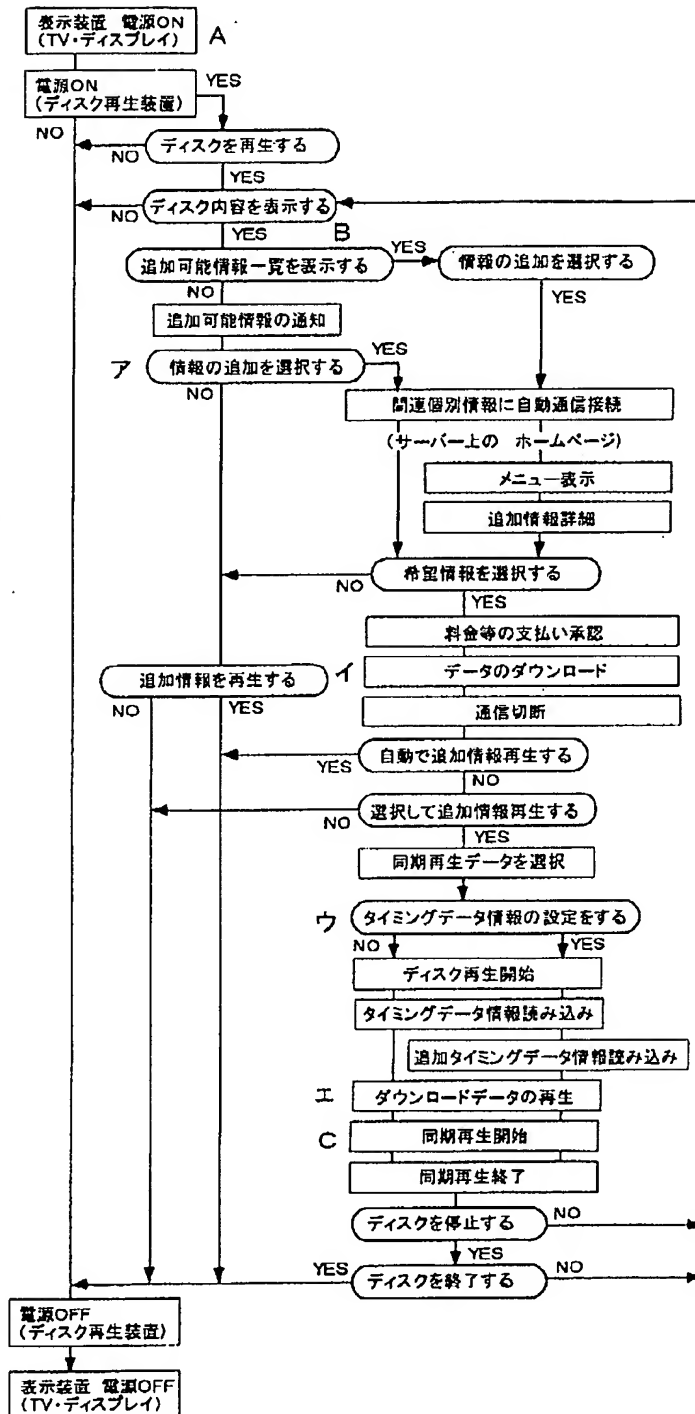 表示装置 電源ON
(TV・ディスプレイ)
A
電源ON
(ディスク再生装置)
YES
NO
ディスクを再生する
NO
YES
ディスク内容を表示する
NO
YES
B
追加可能情報一覧を表示する
YES
情報の追加を選択する
NO
YES
追加可能情報の通知
ア
情報の追加を選択する
YES
NO
関連個別情報に自動通信接続
(サーバー上の ホームページ)
メニュー表示
追加情報詳細
希望情報を選択する
NO
YES
料金等の支払い承認
追加情報を再生する
イ
データのダウンロード
NO
YES
通信切断
自動で追加情報再生する
YES
NO
選択して追加情報再生する
NO
YES
同期再生データを選択
ウ
タイミングデータ情報の設定をする
NO
YES
ディスク再生開始
タイミングデータ情報読み込み
追加タイミングデータ情報読み込み
エ
ダウンロードデータの再生
C
同期再生開始
同期再生終了
ディスクを停止する
NO
YES
YES
ディスクを終了する
NO
電源OFF
(ディスク再生装置)
表示装置 電源OFF
(TV・ディスプレイ)